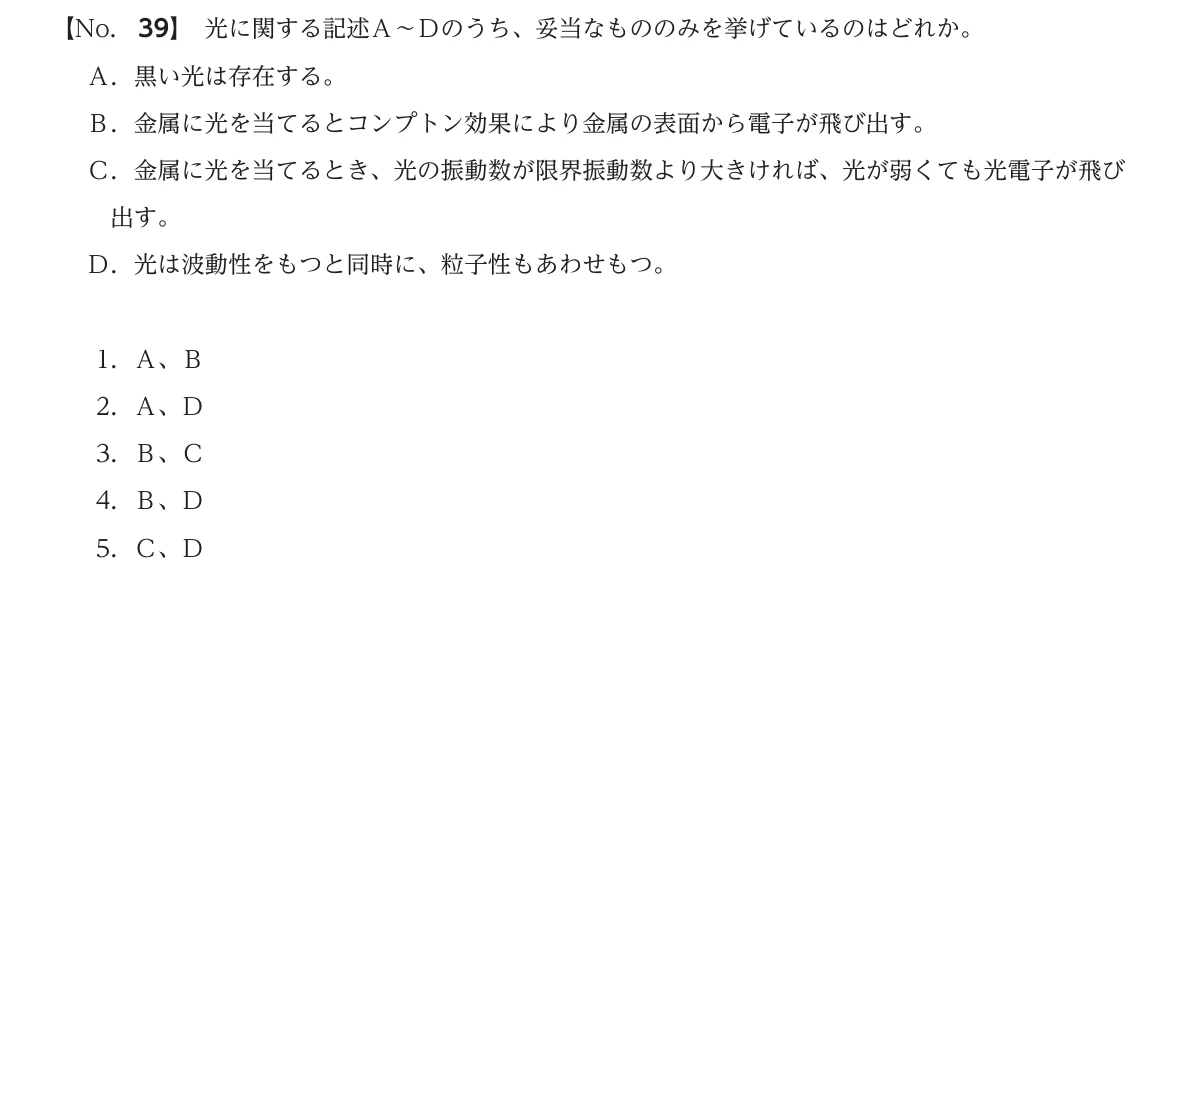 【No. 39】 光に関する記述Ａ～Ｄのうち、妥当なもののみを挙げているのはどれか。
Ａ．黒い光は存在する。
Ｂ．金属に光を当てるとコンプトン効果により金属の表面から電子が飛び出す。
Ｃ．金属に光を当てるとき、光の振動数が限界振動数より大きければ、光が弱くても光電子が飛び
出す。
Ｄ．光は波動性をもつと同時に、粒子性もあわせもつ。
1. Ａ、Ｂ
2. Ａ、Ｄ
3. Ｂ、Ｃ
4. Ｂ、Ｄ
5. Ｃ、Ｄ